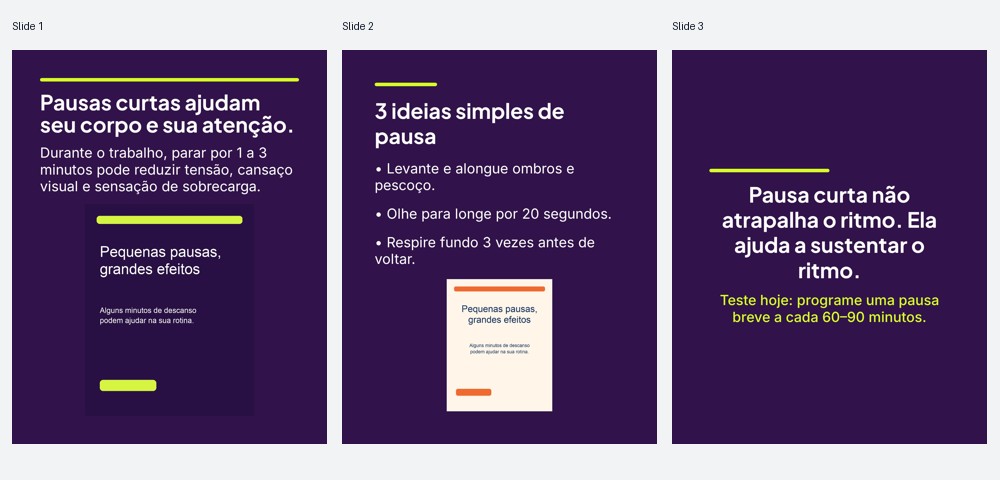 Slide 1
Pausas curtas ajudam
seu corpo e sua atenção.
Durante o trabalho, parar por 1 a 3
minutos pode reduzir tensão, cansaço
visual e sensação de sobrecarga.
Pequenas pausas,
grandes efeitos
Alguns minutos de descanso
podem ajudar na sua rotina.
Slide 2
3 ideias simples de
pausa
• Levante e alongue ombros e
pescoço.
• Olhe para longe por 20 segundos.
• Respire fundo 3 vezes antes de
voltar.
Pequenas pausas,
grandes efeitos
Alguns minutos de descanso
podem ajudar na sua rotina.
Slide 3
Pausa curta não
atrapalha o ritmo. Ela
ajuda a sustentar o
ritmo.
Teste hoje: programe uma pausa
breve a cada 60–90 minutos.